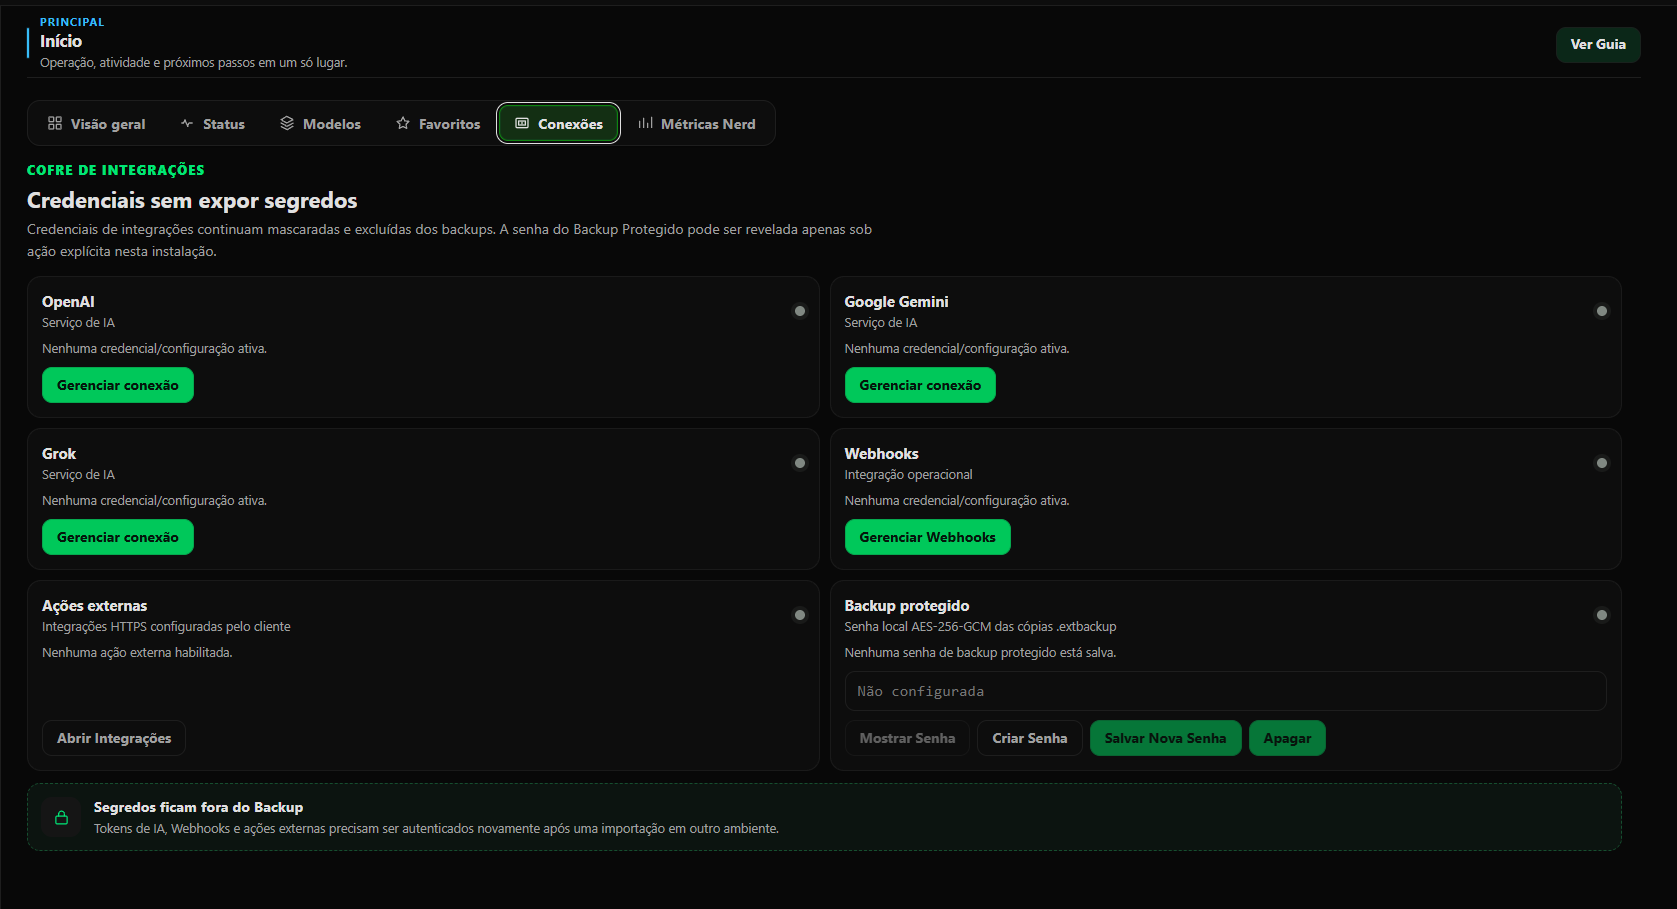 PRINCIPAL
Início
Operação, atividade e próximos passos em um só lugar.
Ver Guia
Visão geral
Status
Modelos
Favoritos
Conexões
Métricas Nerd
COFRE DE INTEGRAÇÕES
Credenciais sem expor segredos
Credenciais de integrações continuam mascaradas e excluídas dos backups. A senha do Backup Protegido pode ser revelada apenas sob
ação explícita nesta instalação.
OpenAI
Serviço de IA
Nenhuma credencial/configuração ativa.
Gerenciar conexão
Google Gemini
Serviço de IA
Nenhuma credencial/configuração ativa.
Gerenciar conexão
Grok
Serviço de IA
Nenhuma credencial/configuração ativa.
Gerenciar conexão
Webhooks
Integração operacional
Nenhuma credencial/configuração ativa.
Gerenciar Webhooks
Ações externas
Integrações HTTPS configuradas pelo cliente
Nenhuma ação externa habilitada.
Abrir Integrações
Backup protegido
Senha local AES-256-GCM das cópias .extbackup
Nenhuma senha de backup protegido está salva.
Não configurada
Mostrar Senha
Criar Senha
Salvar Nova Senha
Apagar
Segredos ficam fora do Backup
Tokens de IA, Webhooks e ações externas precisam ser autenticados novamente após uma importação em outro ambiente.